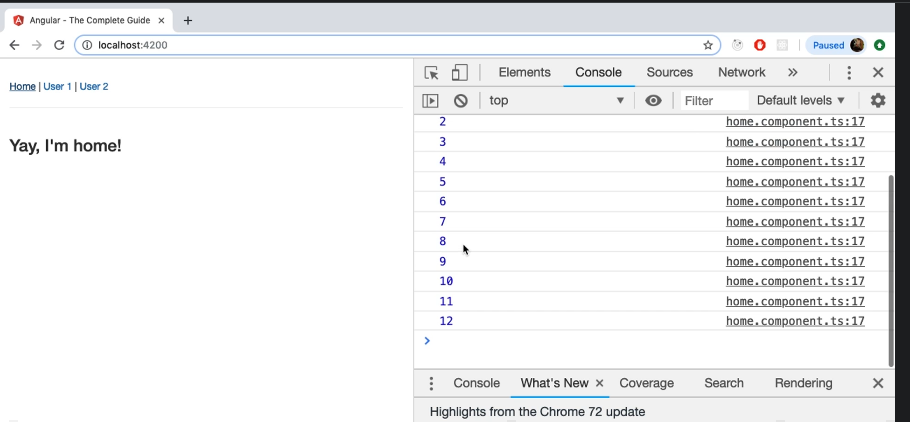 Angular - The Complete Guide
localhost:4200
Paused
Home | User 1 | User 2
Yay, I'm home!
Elements Console Sources Network
top Filter Default levels
2 home.component.ts:17
3 home.component.ts:17
4 home.component.ts:17
5 home.component.ts:17
6 home.component.ts:17
7 home.component.ts:17
8 home.component.ts:17
9 home.component.ts:17
10 home.component.ts:17
11 home.component.ts:17
12 home.component.ts:17
Console What's New Coverage Search Rendering
Highlights from the Chrome 72 update